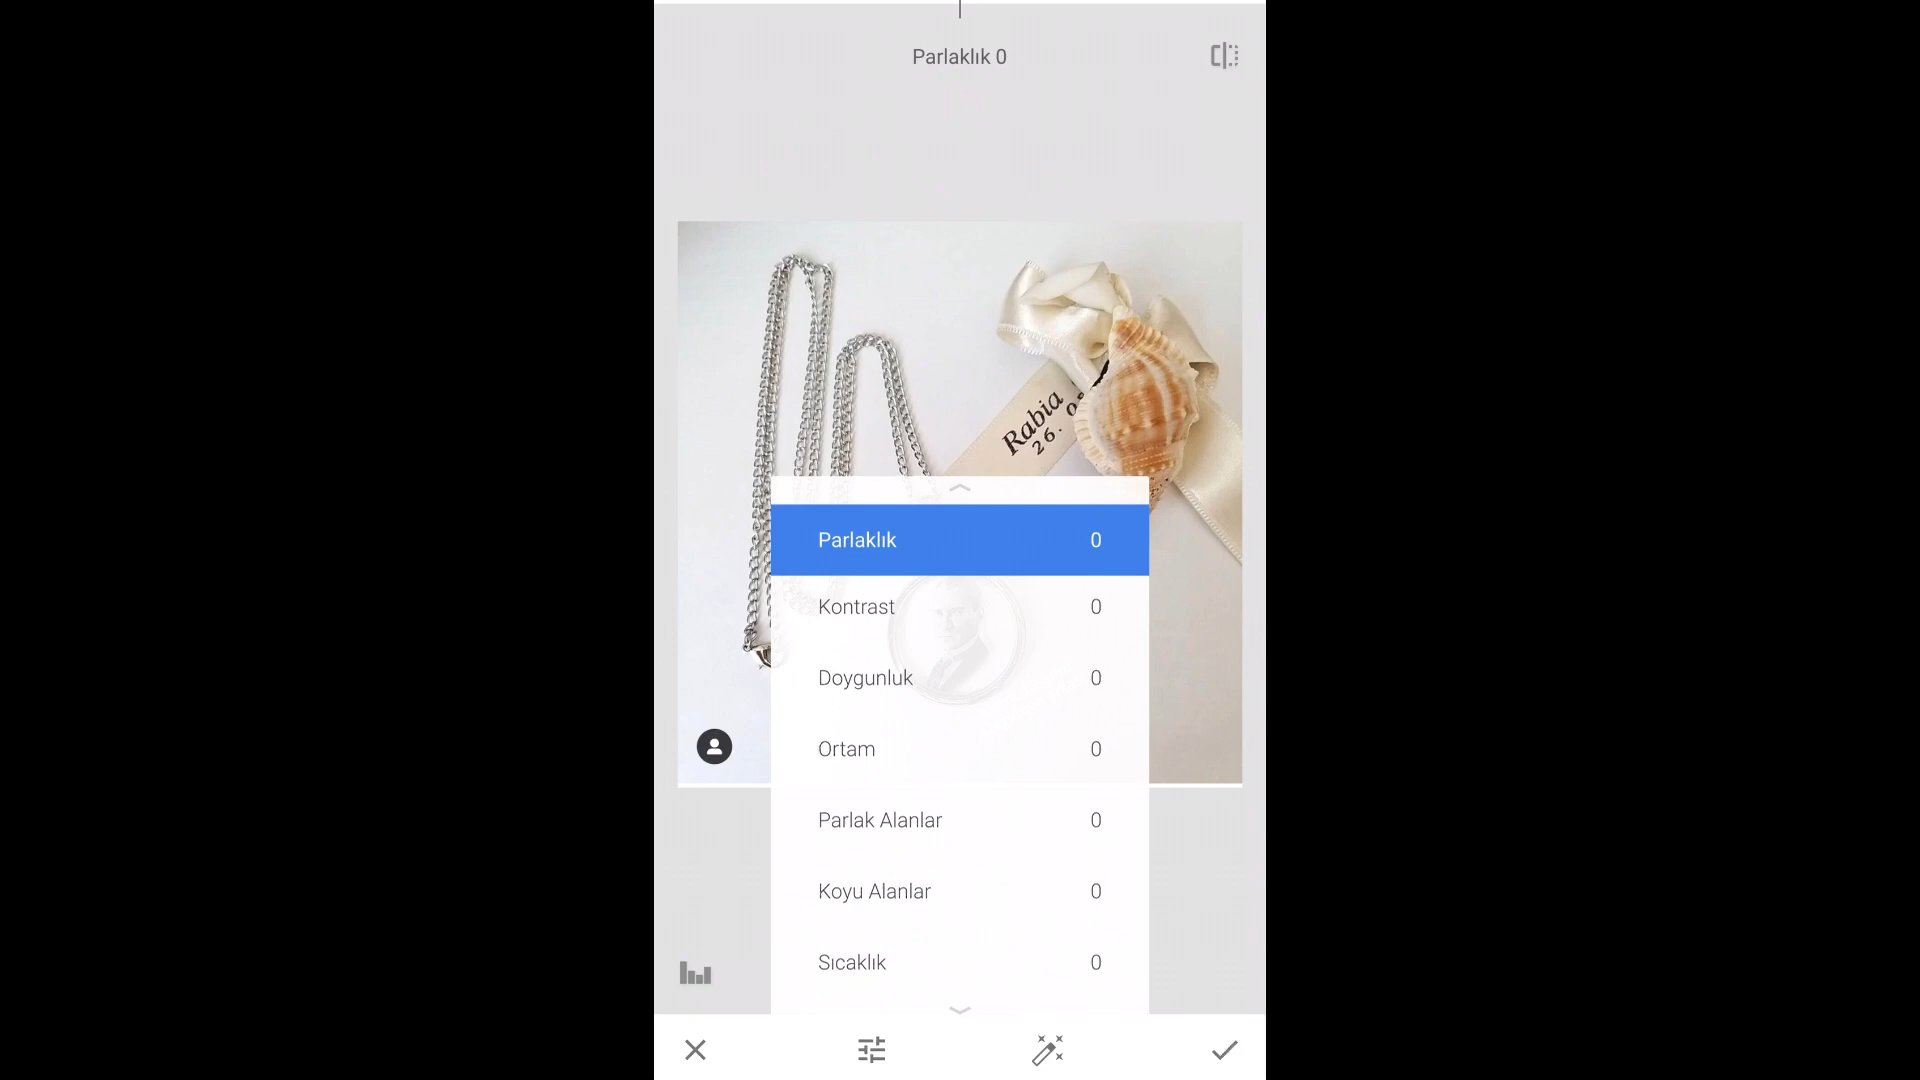 Parlaklık 0
Rabia
26.
Parlaklık 0
Kontrast 0
Doygunluk 0
Ortam 0
Parlak Alanlar 0
Koyu Alanlar 0
Sıcaklık 0